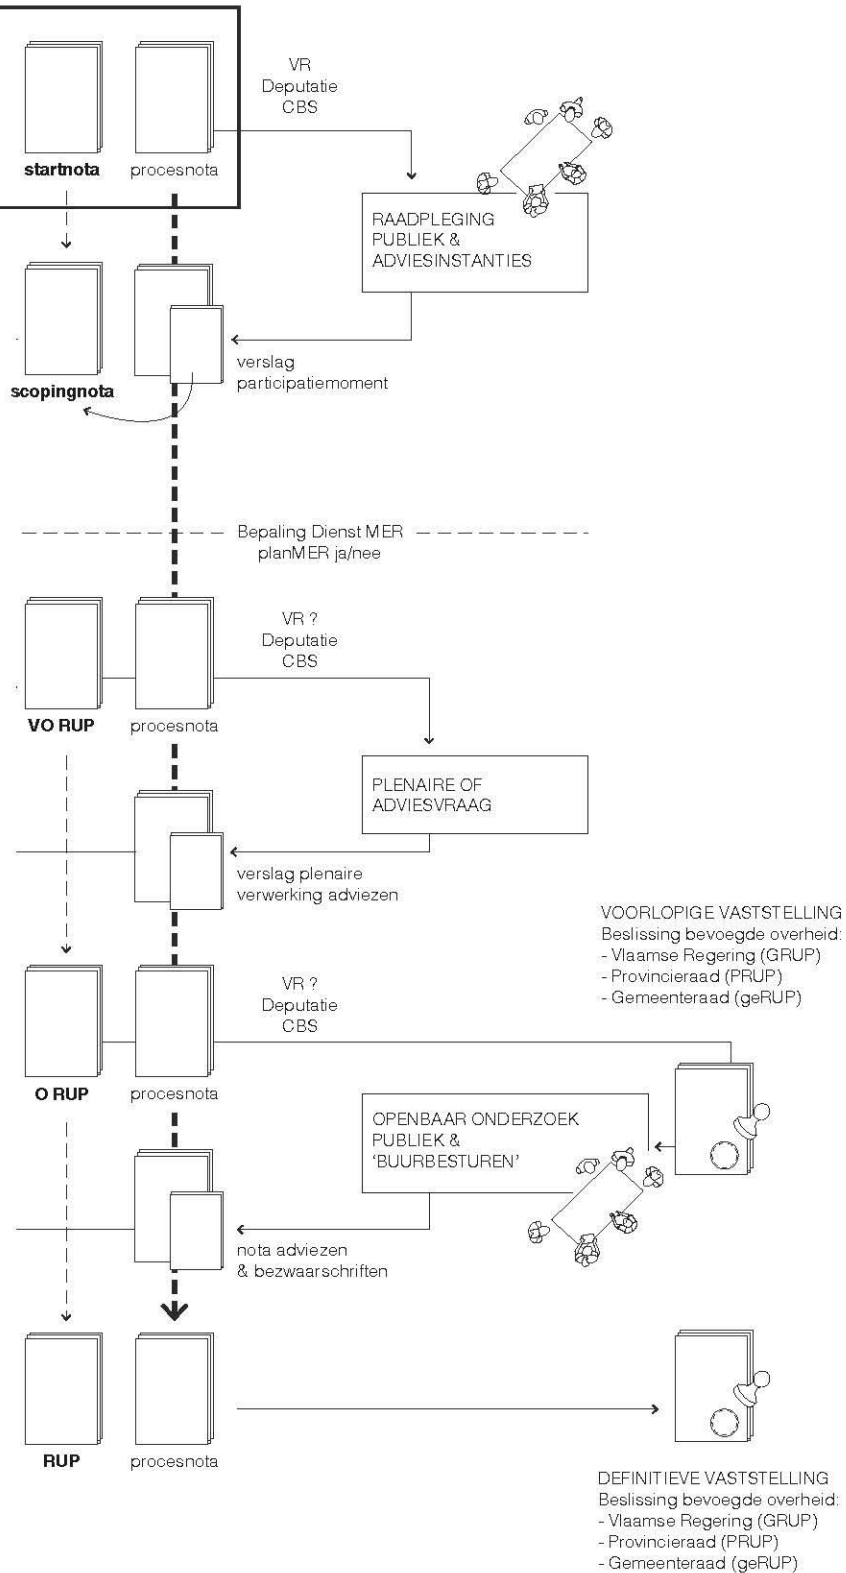 VR
Deputatie
CBS
startnota
procesnota
RAADPLEGING
PUBLIEK &
ADVIESINSTANTIES
verslag
participatiemoment
scopingnota
Bepaling Dienst MER
planMER ja/nee
VR ?
Deputatie
CBS
VO RUP
procesnota
PLENAIRE OF
ADVIESVRAAG
verslag plenaire
verwerking adviezen
VOORLOPIGE VASTSTELLING
Beslissing bevoegde overheid:
- Vlaamse Regering (GRUP)
- Provincieraad (PRUP)
- Gemeenteraad (geRUP)
VR ?
Deputatie
CBS
O RUP
procesnota
OPENBAAR ONDERZOEK
PUBLIEK &
'BUURBESTUREN'
nota adviezen
& bezwaarschriften
RUP
procesnota
DEFINITIEVE VASTSTELLING
Beslissing bevoegde overheid:
- Vlaamse Regering (GRUP)
- Provincieraad (PRUP)
- Gemeenteraad (geRUP)